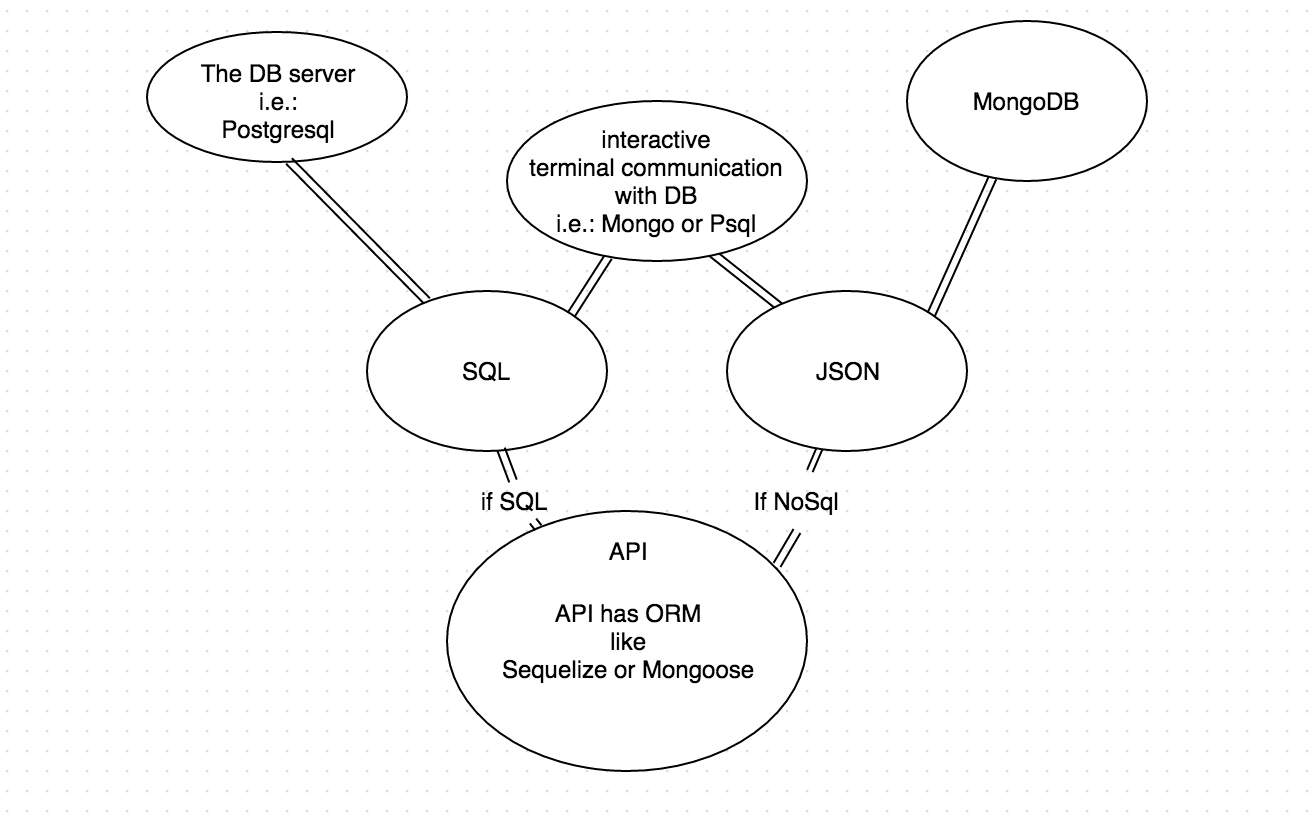 The DB server
i.e.:
Postgresql
interactive
terminal communication
with DB
i.e.: Mongo or Psql
MongoDB
SQL
JSON
if SQL
If NoSql
API
API has ORM
like
Sequelize or Mongoose